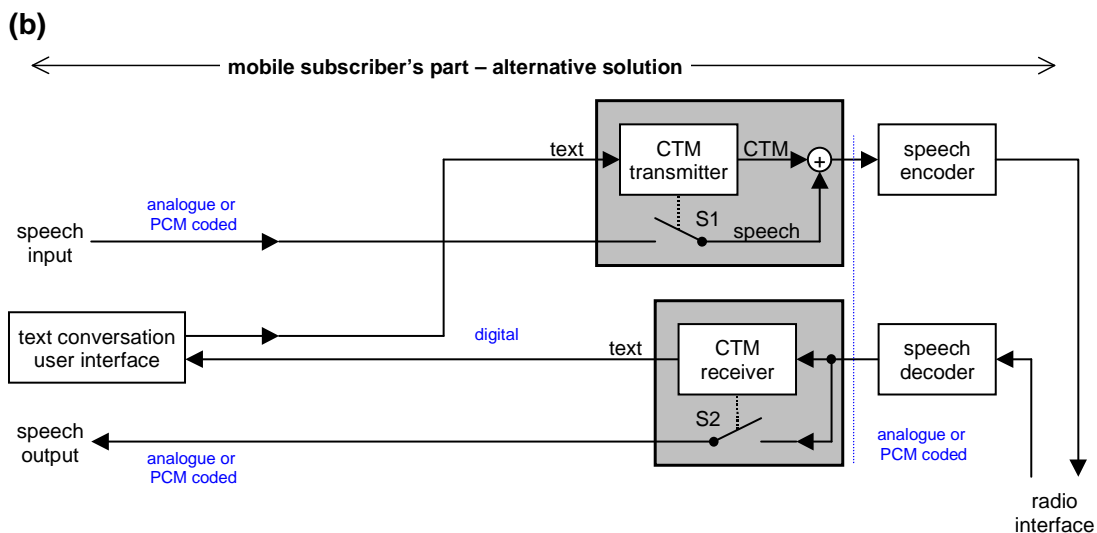 (b)
mobile subscriber's part – alternative solution
text
CTM
transmitter
CTM
+
speech
encoder
analogue or
PCM coded
speech
input
S1
speech
text conversation
user interface
digital
text
CTM
receiver
speech
decoder
S2
speech
output
analogue or
PCM coded
analogue or
PCM coded
radio
interface